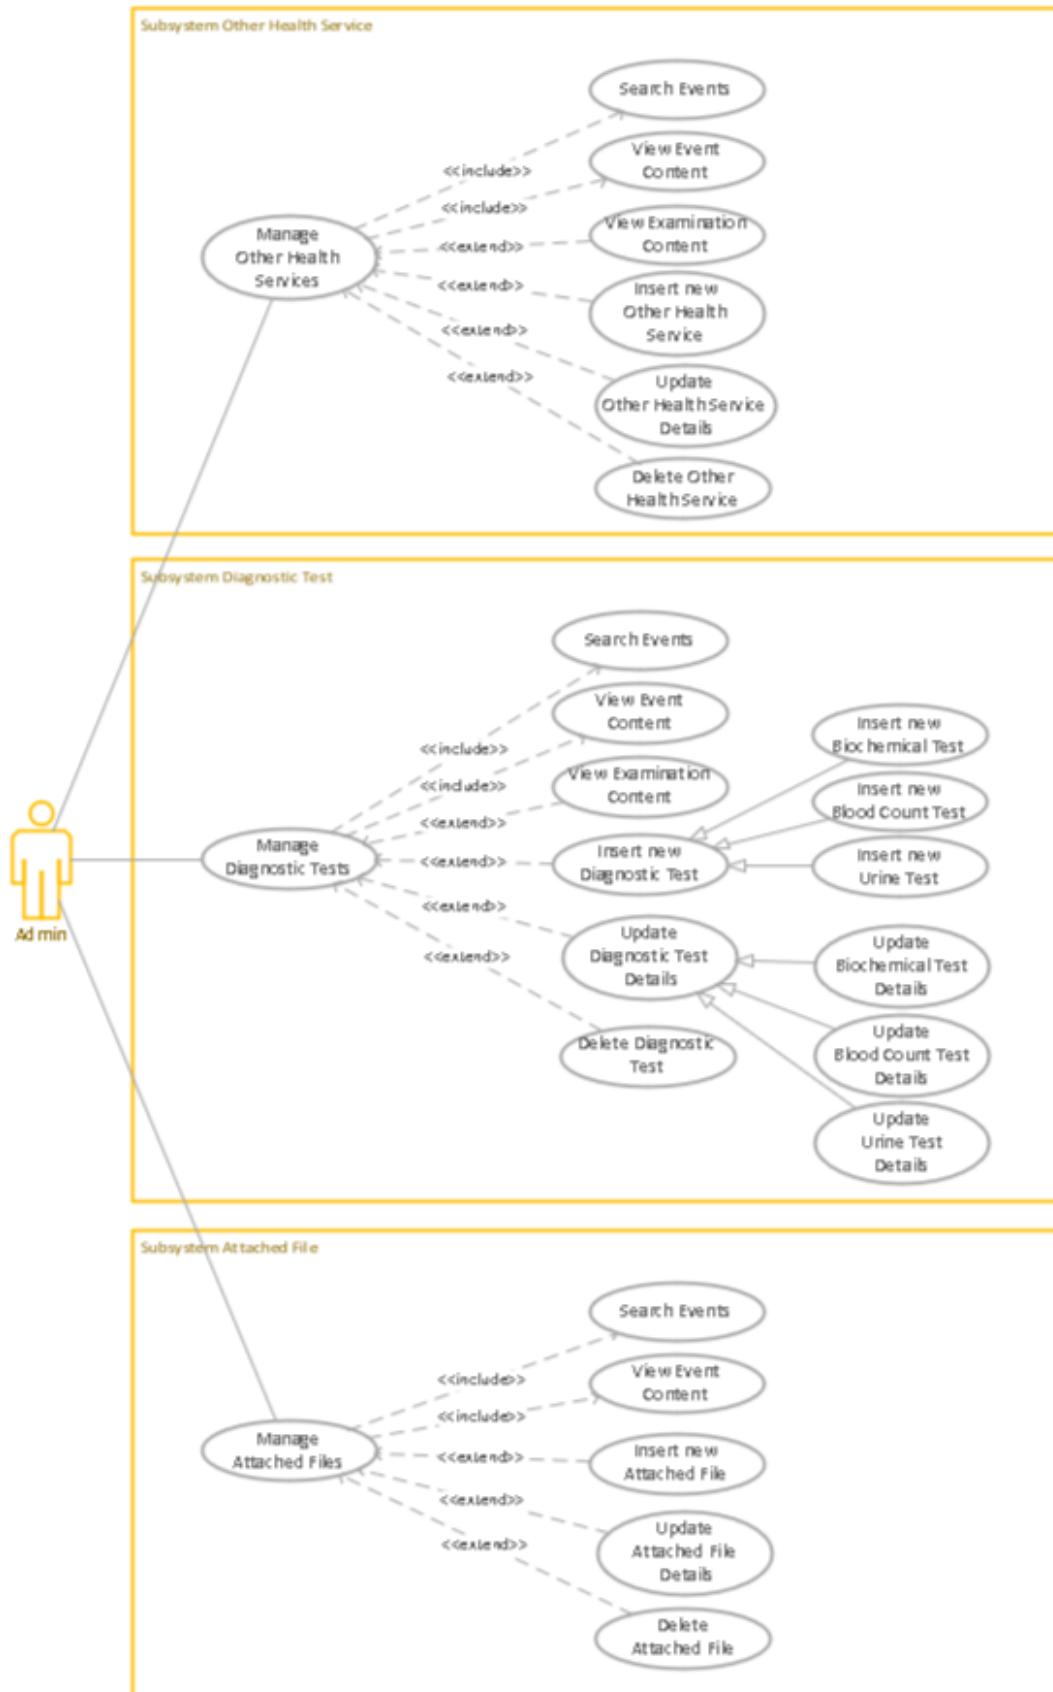 Subsystem Other Health Service
Search Events
View Event
Content
<<include>>
<<include>>
View Examination
Content
Manage
Other Health
Services
<<extend>>
<<extend>>
Insert new
Other Health
Service
<<extend>>
<<extend>>
Update
Other Health Service
Details
Delete Other
Health Service
Subsystem Diagnostic Test
Search Events
View Event
Content
<<include>>
<<include>>
View Examination
Content
<<extend>>
Insert new
Biochemical Test
Insert new
Blood Count Test
Manage
Diagnostic Tests
<<extend>>
Insert new
Diagnostic Test
Insert new
Urine Test
<<extend>>
<<extend>>
Update
Diagnostic Test
Details
Update
Biochemical Test
Details
Admin
Delete Diagnostic
Test
Update
Blood Count Test
Details
Update
Urine Test
Details
Subsystem Attached File
Search Events
<<include>>
View Event
Content
<<include>>
Manage
Attached Files
<<extend>>
Insert new
Attached File
<<extend>>
<<extend>>
Update
Attached File
Details
Delete
Attached File